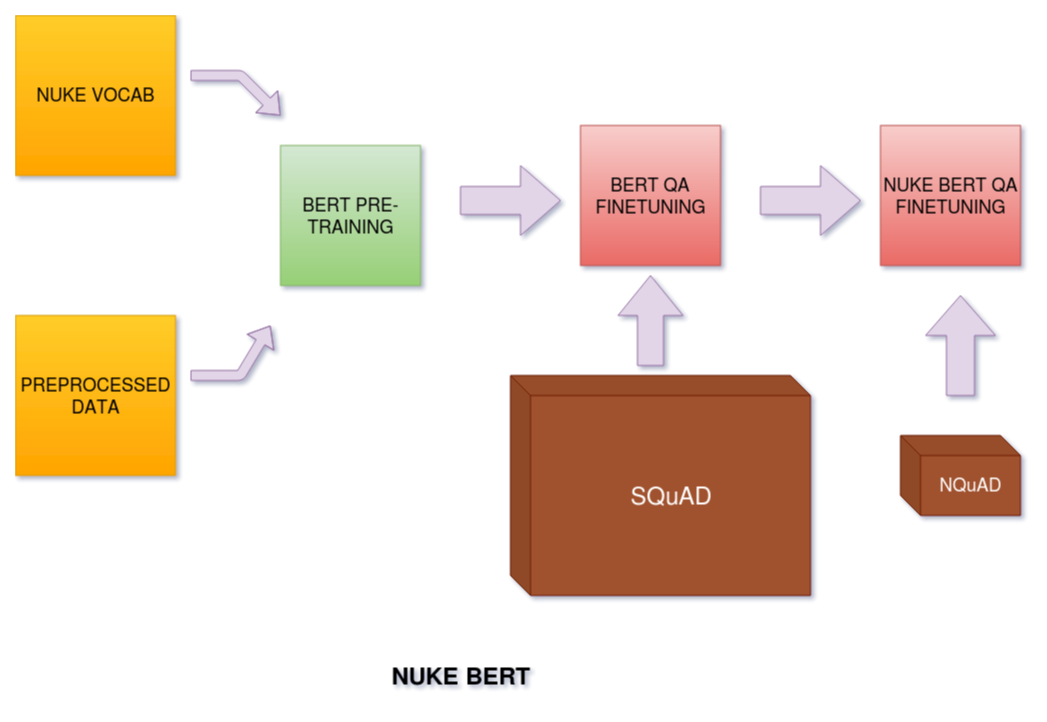 NUKE VOCAB
BERT PRE-
TRAINING
BERT QA
FINETUNING
NUKE BERT QA
FINETUNING
PREPROCESSED
DATA
SQuAD
NQuAD
NUKE BERT